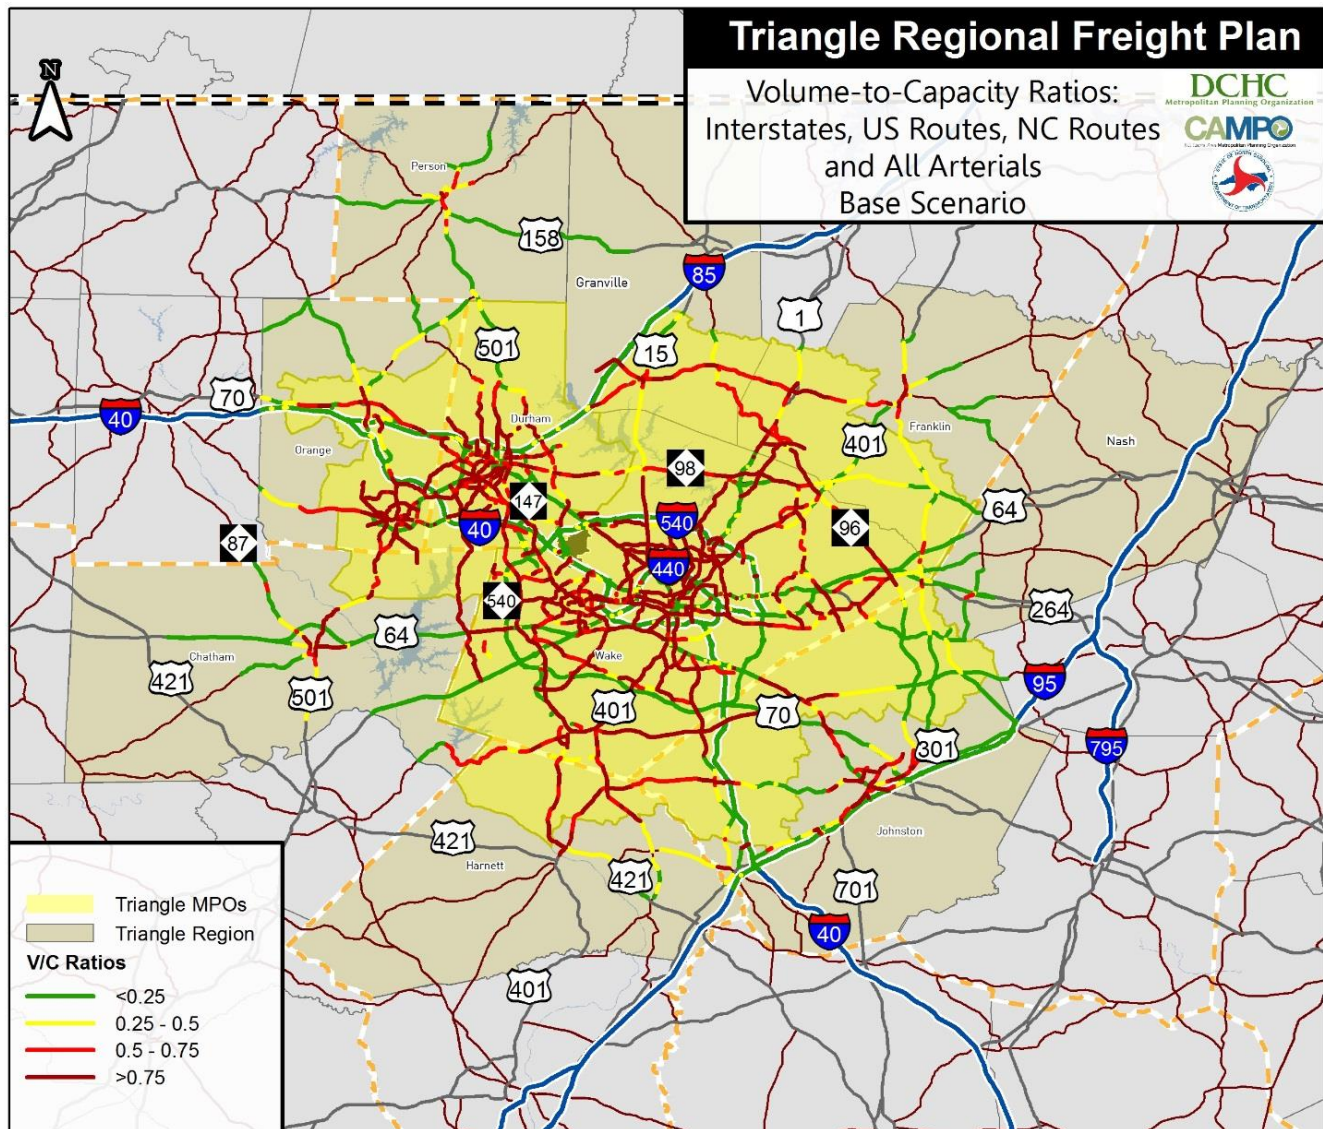 Triangle Regional Freight Plan
Volume-to-Capacity Ratios:
Interstates, US Routes, NC Routes
and All Arterials
Base Scenario
DCHC
Metropolitan Planning Organization
CAMPO
N
Person
158
85
Granville
1
501
15
70
40
Durham
401
Franklin
Nash
Orange
98
147
64
40
540
96
87
440
540
264
64
Wake
Chatham
421
95
501
401
70
301
795
421
Johnston
Harnett
421
701
40
401
Triangle MPOs
Triangle Region
V/C Ratios
<0.25
0.25 - 0.5
0.5 - 0.75
>0.75